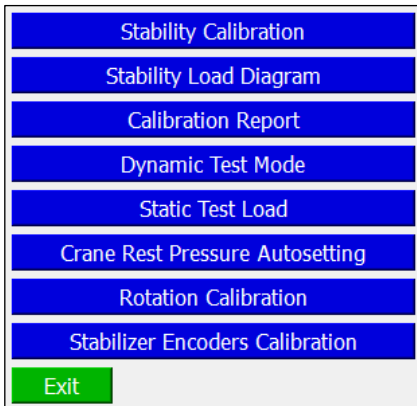 Stability Calibration
Stability Load Diagram
Calibration Report
Dynamic Test Mode
Static Test Load
Crane Rest Pressure Autosetting
Rotation Calibration
Stabilizer Encoders Calibration
Exit